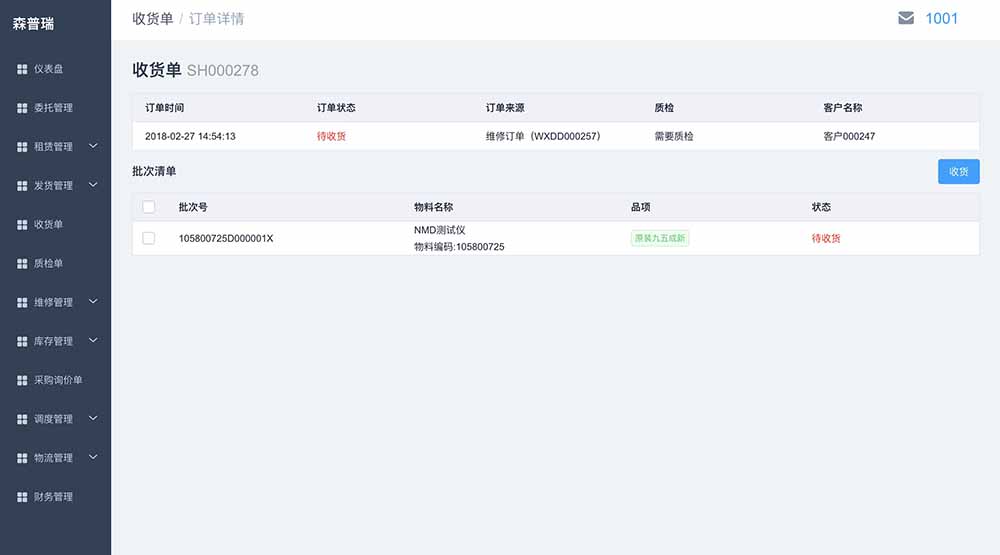 森普瑞
仪表盘
委托管理
租赁管理
发货管理
收货单
质检单
维修管理
库存管理
采购询价单
调度管理
物流管理
财务管理
收货单 / 订单详情
1001
收货单 SH000278
订单时间 订单状态 订单来源 质检 客户名称
2018-02-27 14:54:13 待收货 维修订单（WXDD000257） 需要质检 客户000247
批次清单 收货
批次号 物料名称 品项 状态
105800725D000001X NMD测试仪 原装九五成新 待收货
物料编码:105800725